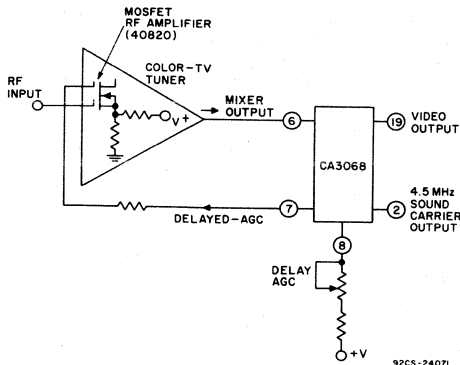 MOSFET
RF AMPLIFIER
(40820)
COLOR-TV
TUNER
RF
INPUT
V+
MIXER
OUTPUT
6
CA3068
19
VIDEO
OUTPUT
7
DELAYED-AGC
2
4.5 MHz
SOUND
CARRIER
OUTPUT
8
DELAY
AGC
+V
92CS-24071